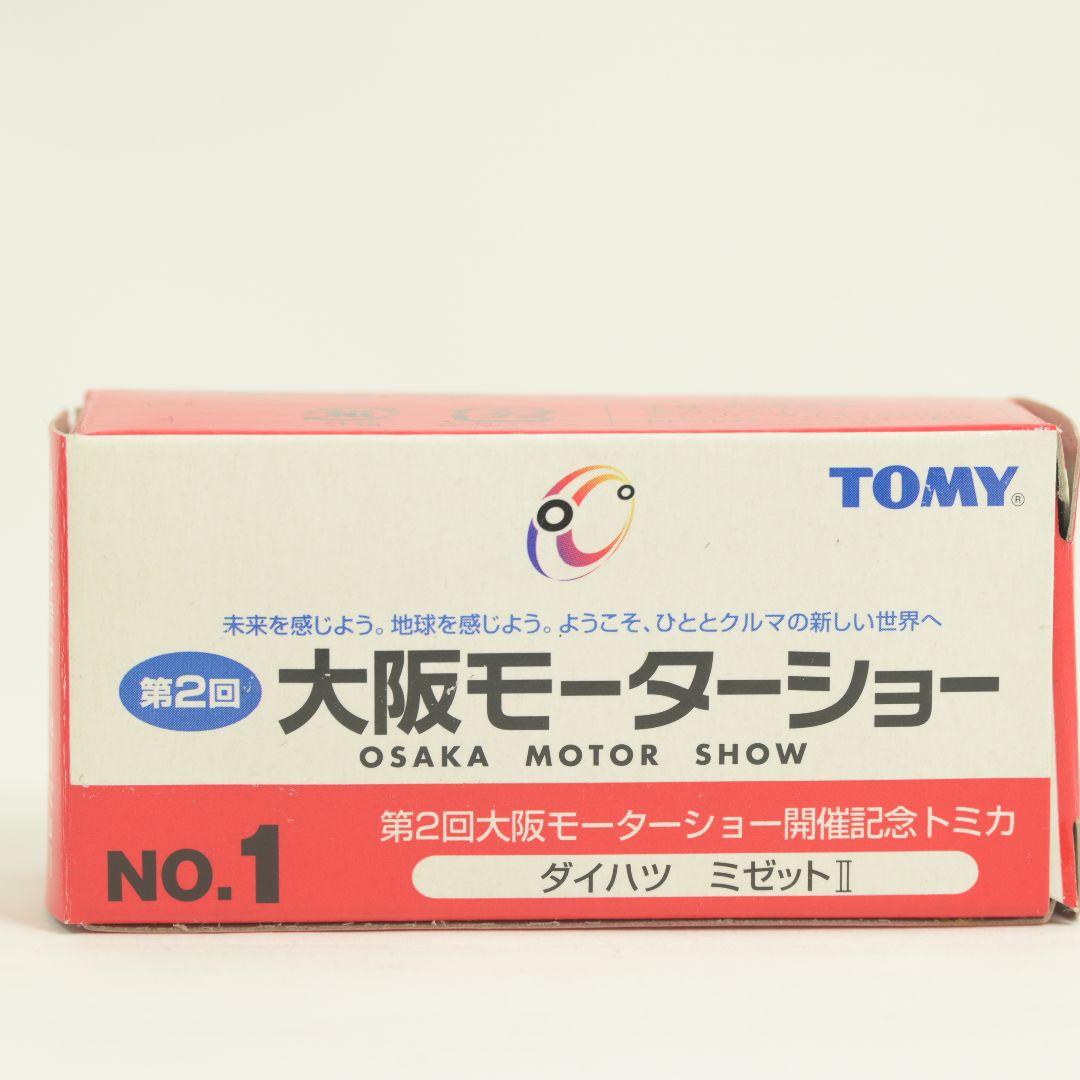 TOMY®
未来を感じよう。地球を感じよう。ようこそ、ひととクルマの新しい世界へ
第2回 大阪モーターショー
OSAKA MOTOR SHOW
第2回大阪モーターショー開催記念トミカ
NO.1 ダイハツ ミゼットⅡ